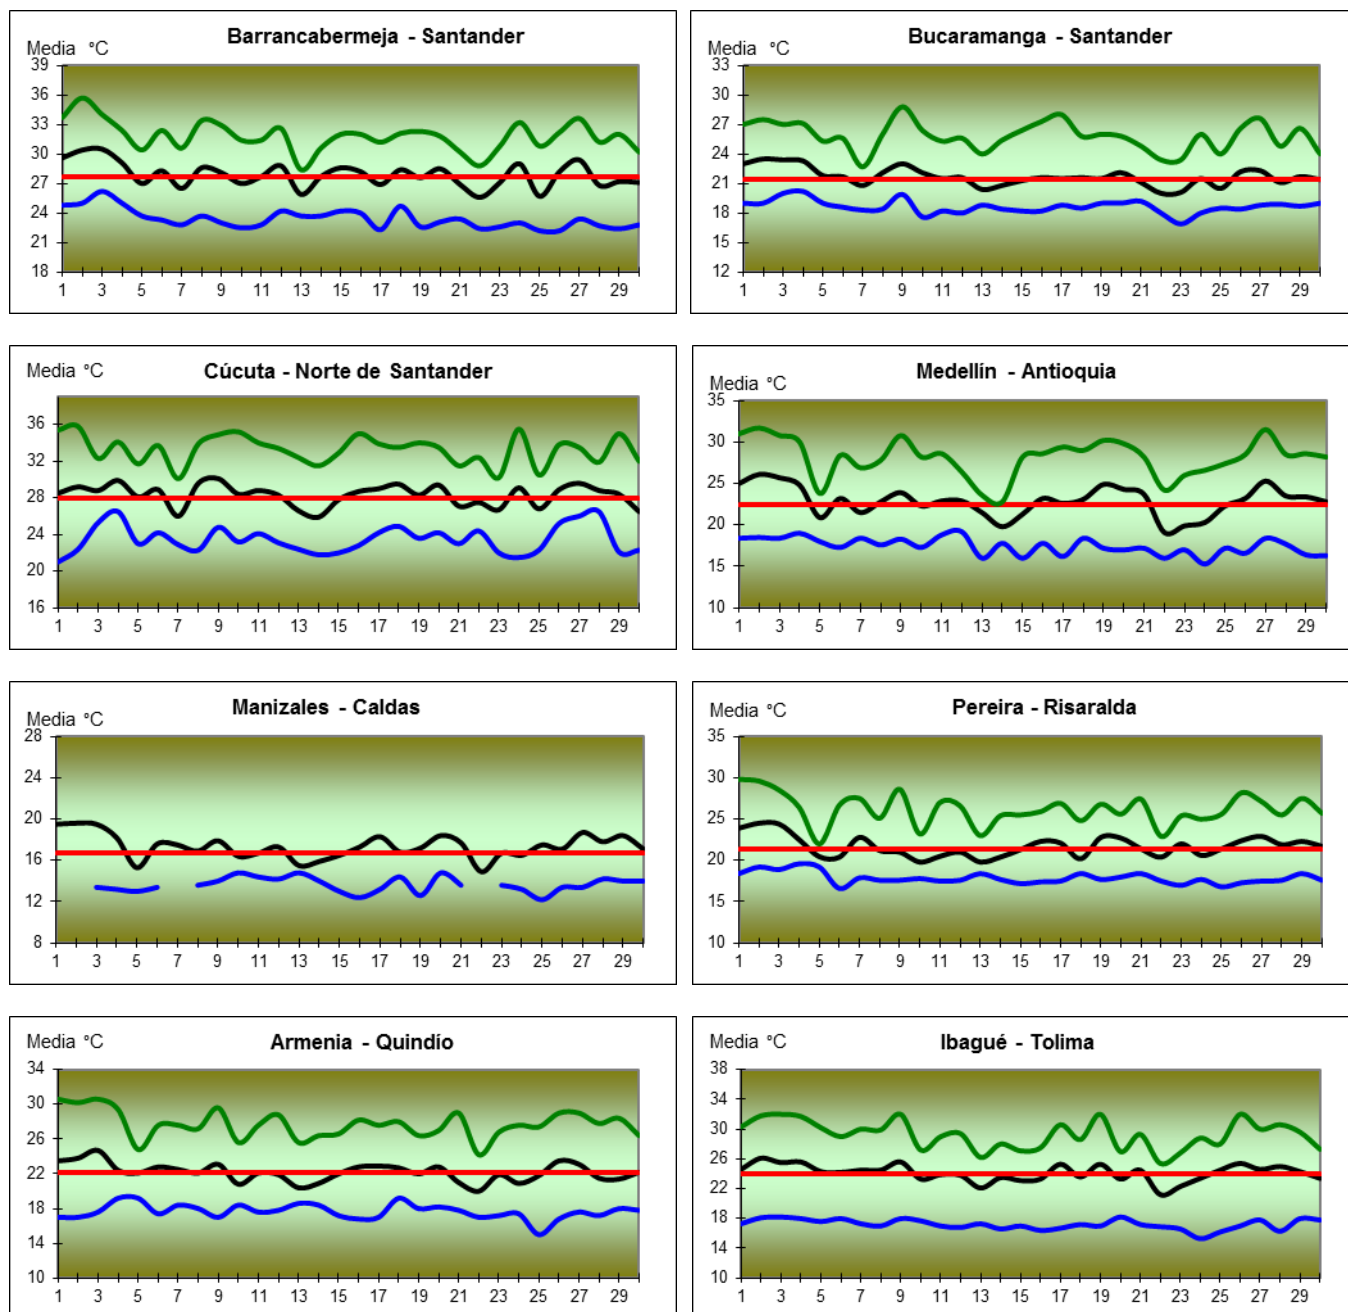 Barrancabermeja - Santander
Media °C
39
36
33
30
27
24
21
18
1 3 5 7 9 11 13 15 17 19 21 23 25 27 29
Bucaramanga - Santander
Media °C
33
30
27
24
21
18
15
12
1 3 5 7 9 11 13 15 17 19 21 23 25 27 29
Cúcuta - Norte de Santander
Media °C
36
32
28
24
20
16
1 3 5 7 9 11 13 15 17 19 21 23 25 27 29
Medellín - Antioquia
Media °C
35
30
25
20
15
10
1 3 5 7 9 11 13 15 17 19 21 23 25 27 29
Manizales - Caldas
Media °C
28
24
20
16
12
8
1 3 5 7 9 11 13 15 17 19 21 23 25 27 29
Pereira - Risaralda
Media °C
35
30
25
20
15
10
1 3 5 7 9 11 13 15 17 19 21 23 25 27 29
Armenia - Quindío
Media °C
34
30
26
22
18
14
10
1 3 5 7 9 11 13 15 17 19 21 23 25 27 29
Ibagué - Tolima
Media °C
38
34
30
26
22
18
14
10
1 3 5 7 9 11 13 15 17 19 21 23 25 27 29